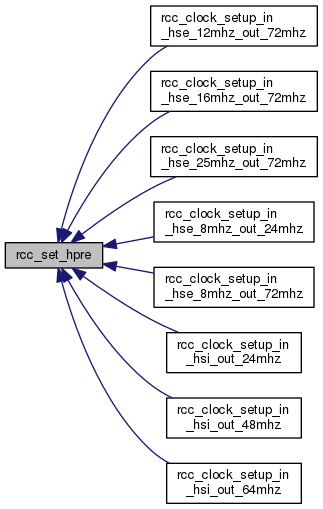 rcc_clock_setup_in
_hse_12mhz_out_72mhz
rcc_clock_setup_in
_hse_16mhz_out_72mhz
rcc_clock_setup_in
_hse_25mhz_out_72mhz
rcc_clock_setup_in
_hse_8mhz_out_24mhz
rcc_set_hpre
rcc_clock_setup_in
_hse_8mhz_out_72mhz
rcc_clock_setup_in
_hsi_out_24mhz
rcc_clock_setup_in
_hsi_out_48mhz
rcc_clock_setup_in
_hsi_out_64mhz